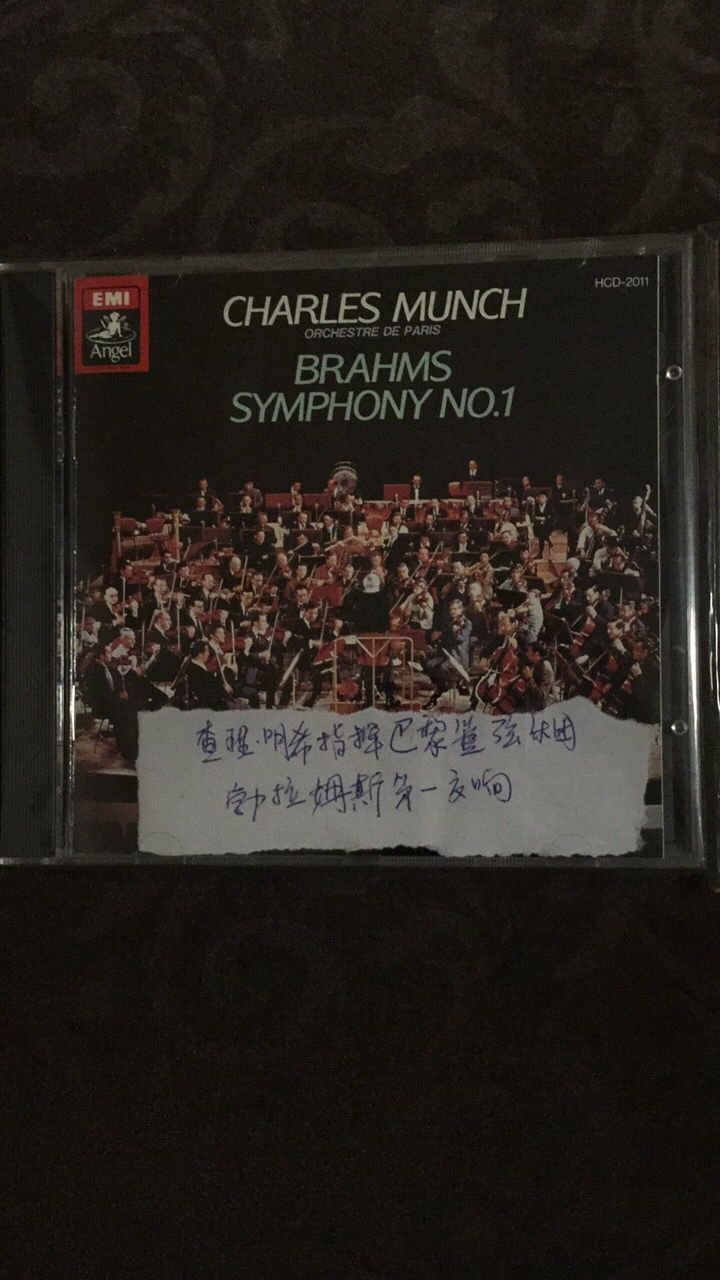 EMI
Angel
HCD-2011
CHARLES MUNCH
ORCHESTRE DE PARIS
BRAHMS
SYMPHONY NO.1
查理·明希指挥巴黎管弦乐团
勃拉姆斯第一交响